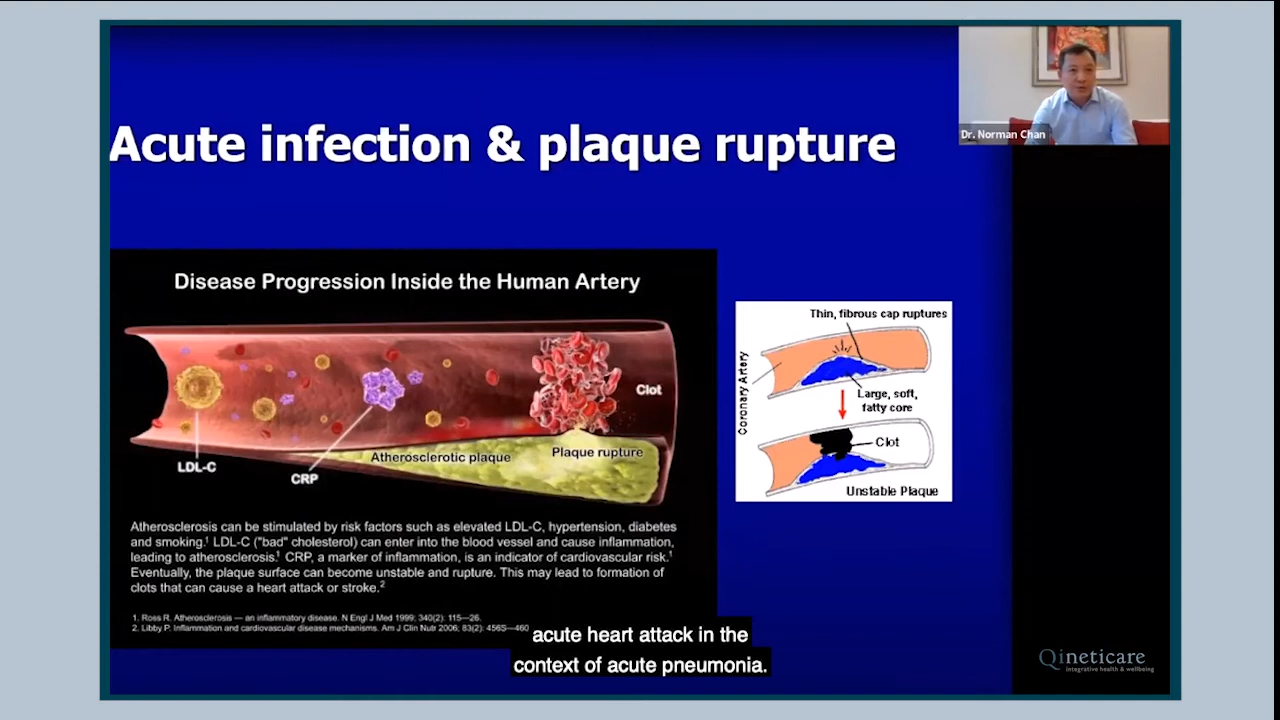 Dr. Norman Chan
Acute infection & plaque rupture
Disease Progression Inside the Human Artery
Clot
Atherosclerotic plaque
Plaque rupture
LDL-C
CRP
Atherosclerosis can be stimulated by risk factors such as elevated LDL-C, hypertension, diabetes
and smoking.¹ LDL-C ("bad" cholesterol) can enter into the blood vessel and cause inflammation,
leading to atherosclerosis.¹ CRP, a marker of inflammation, is an indicator of cardiovascular risk.¹
Eventually, the plaque surface can become unstable and rupture. This may lead to formation of
clots that can cause a heart attack or stroke.²
1. Ross R. Atherosclerosis — an inflammatory disease. N Engl J Med 1999; 340(2): 115—26.
2. Libby P. Inflammation and cardiovascular disease mechanisms. Am J Clin Nutr 2006; 83(2): 456S—460
Thin, fibrous cap ruptures
Coronary Artery
Large, soft,
fatty core
Clot
Unstable Plaque
acute heart attack in the
context of acute pneumonia.
Qineticare
integrative health & wellbeing